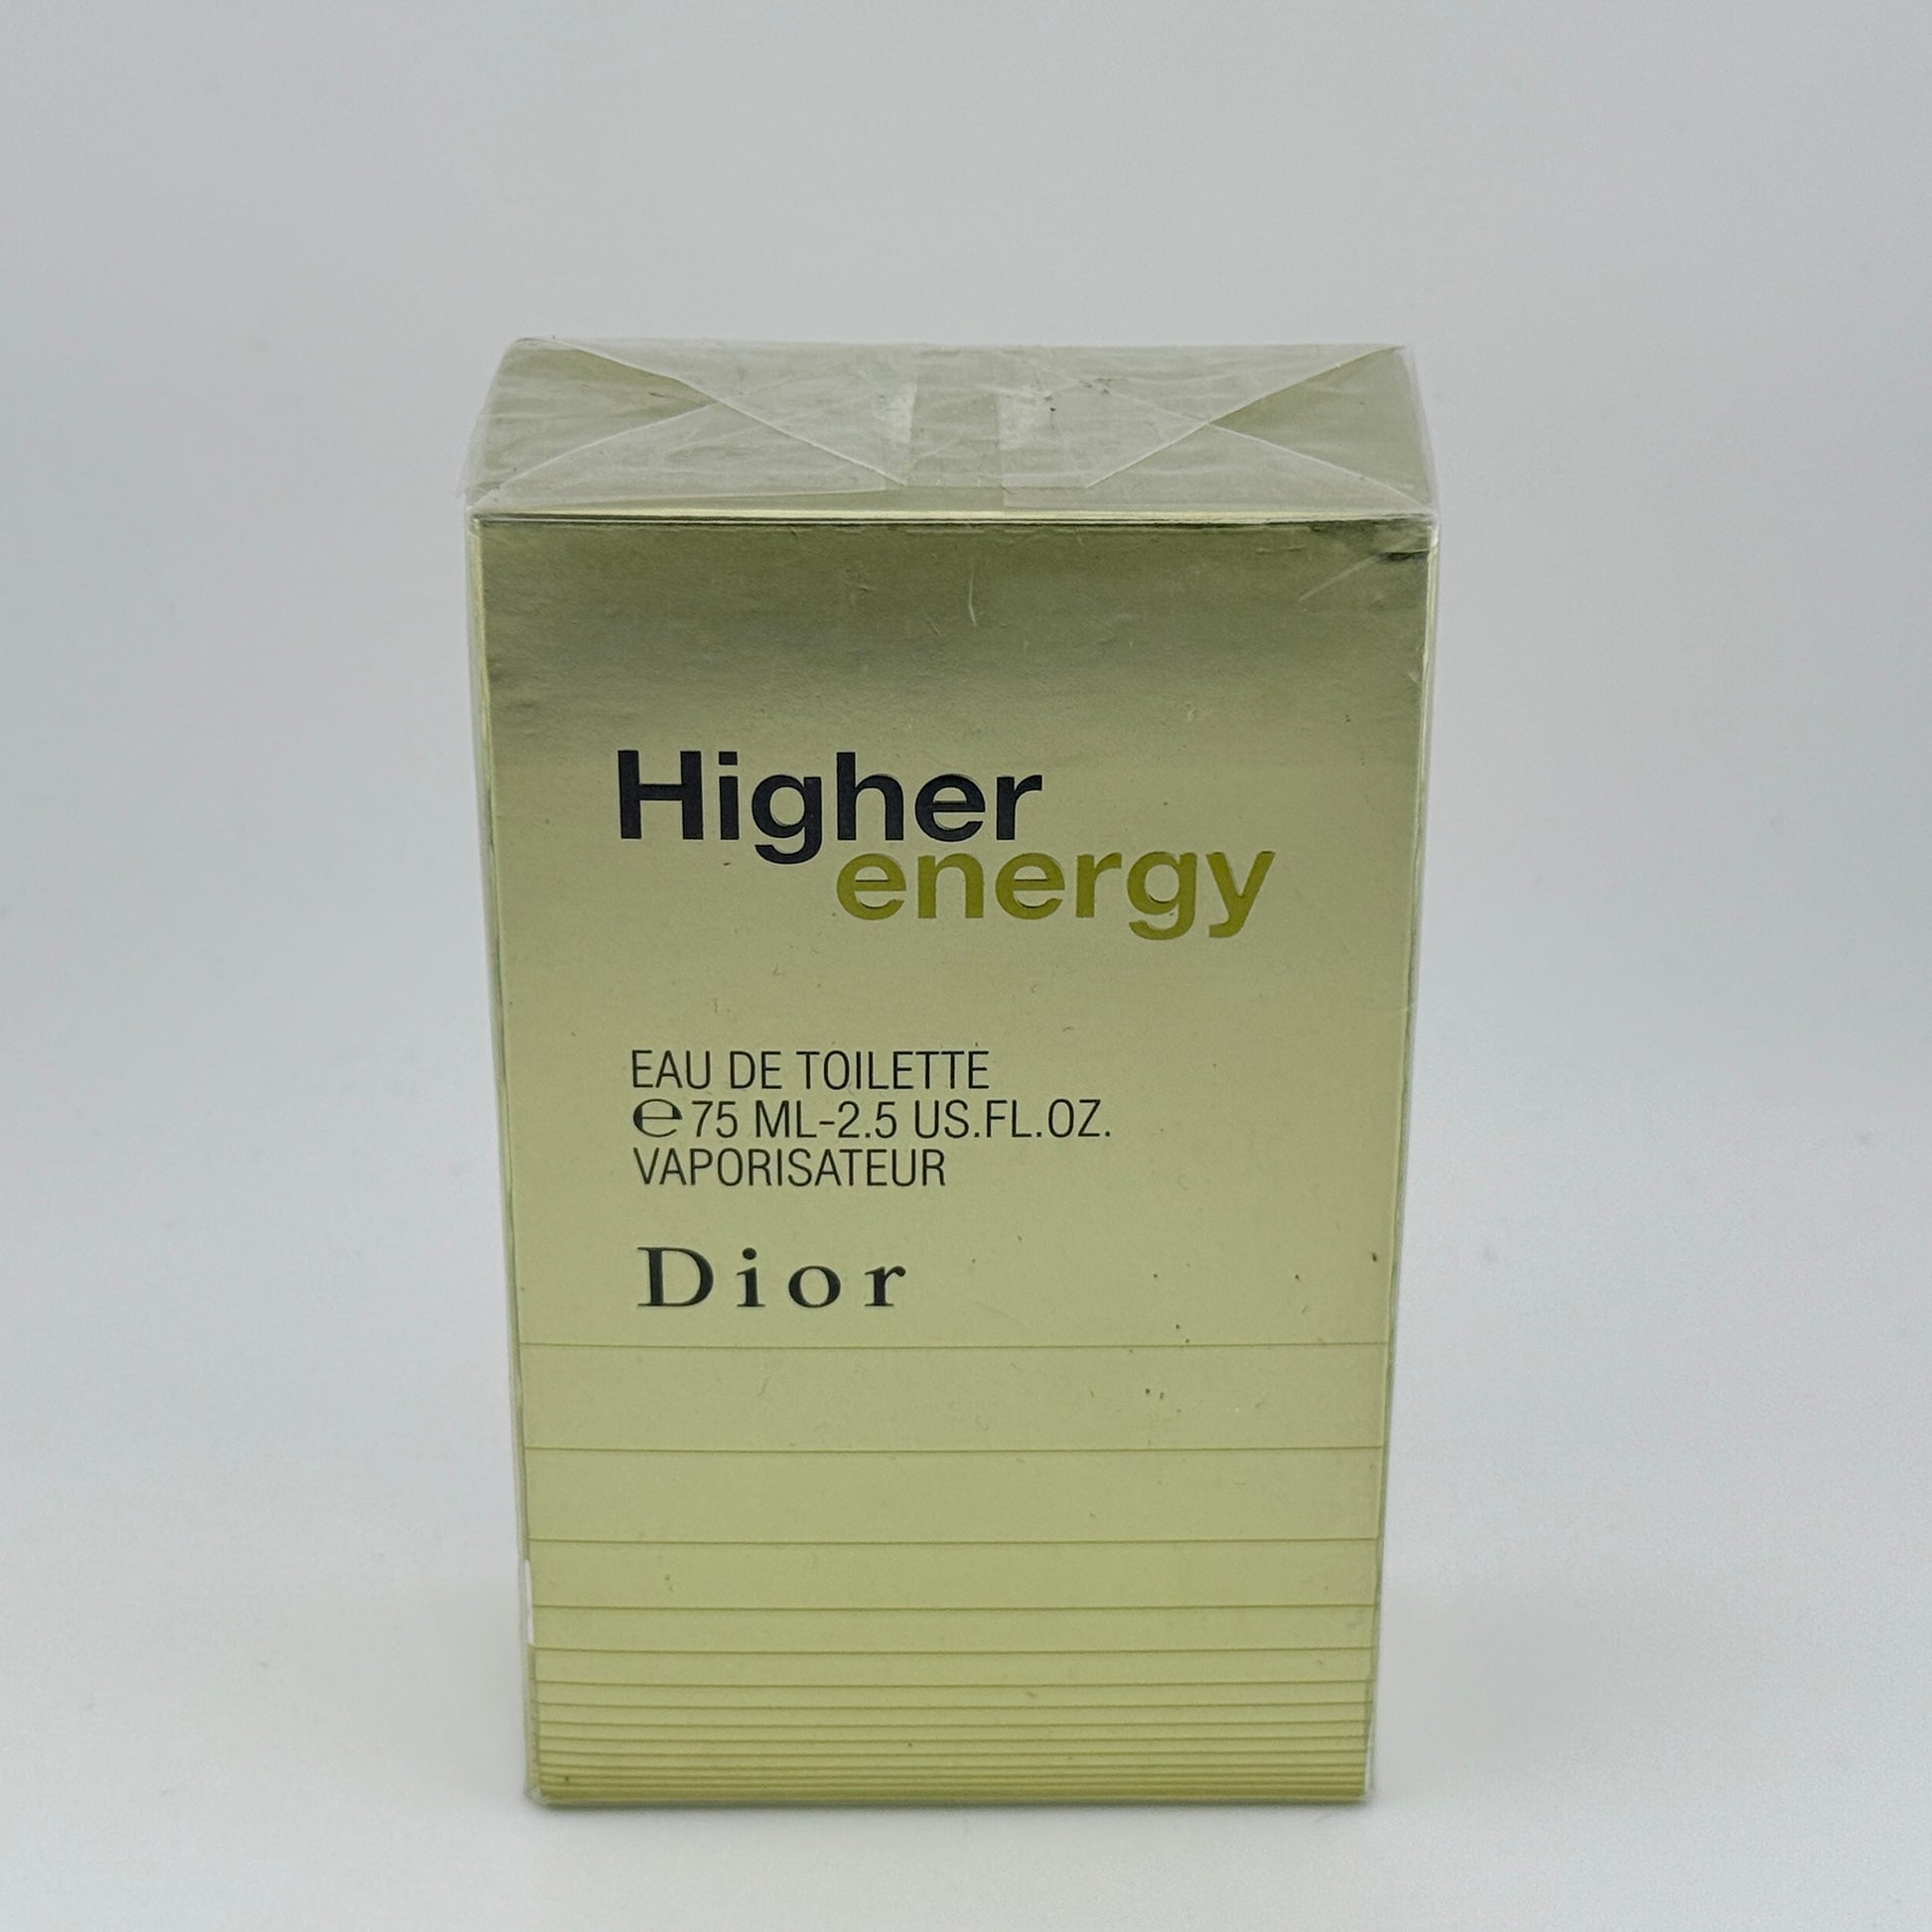 Higher
energy
EAU DE TOILETTE
℮75 ML-2.5 US.FL.OZ.
VAPORISATEUR
Dior